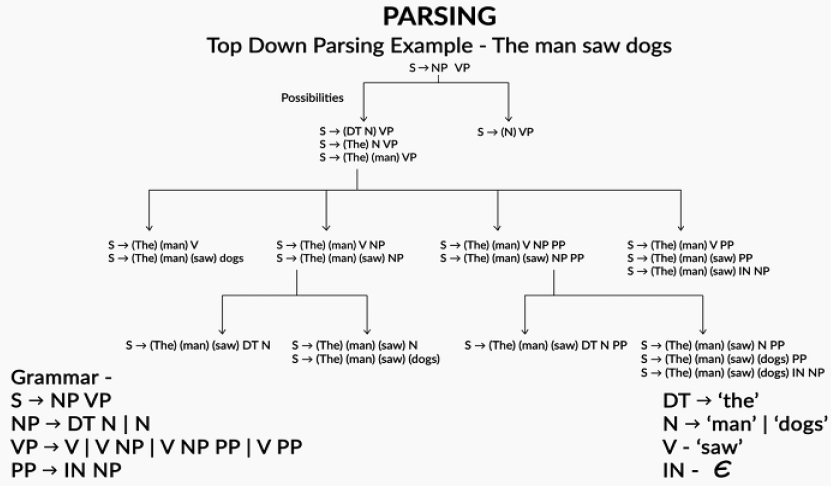 PARSING
Top Down Parsing Example - The man saw dogs
S → NP VP
Possibilities
S → (DT N) VP
S → (The) N VP
S → (The) (man) VP
S → (N) VP
S → (The) (man) V
S → (The) (man) (saw) dogs
S → (The) (man) V NP
S → (The) (man) (saw) NP
S → (The) (man) V NP PP
S → (The) (man) (saw) NP PP
S → (The) (man) V PP
S → (The) (man) (saw) PP
S → (The) (man) (saw) IN NP
S → (The) (man) (saw) DT N
S → (The) (man) (saw) N
S → (The) (man) (saw) (dogs)
S → (The) (man) (saw) DT N PP
S → (The) (man) (saw) N PP
S → (The) (man) (saw) (dogs) PP
S → (The) (man) (saw) (dogs) IN NP
Grammar -
S → NP VP
NP → DT N | N
VP → V | V NP | V NP PP | V PP
PP → IN NP
DT → ‘the’
N → ‘man’ | ‘dogs’
V - ‘saw’
IN - ϵ